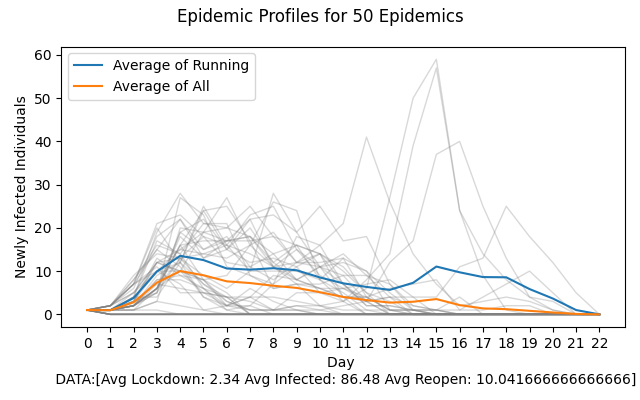 Epidemic Profiles for 50 Epidemics
60
50
40
30
20
10
0
Newly Infected Individuals
Average of Running
Average of All
0 1 2 3 4 5 6 7 8 9 10 11 12 13 14 15 16 17 18 19 20 21 22
Day
DATA:[Avg Lockdown: 2.34 Avg Infected: 86.48 Avg Reopen: 10.041666666666666]